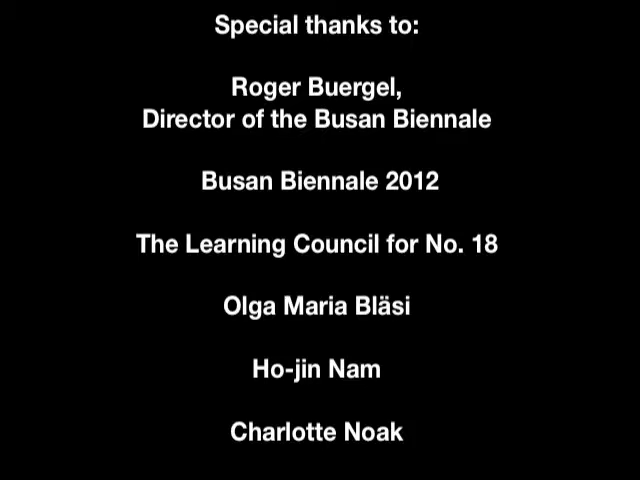 Special thanks to:
Roger Buergel,
Director of the Busan Biennale
Busan Biennale 2012
The Learning Council for No. 18
Olga Maria Bläsi
Ho-jin Nam
Charlotte Noak